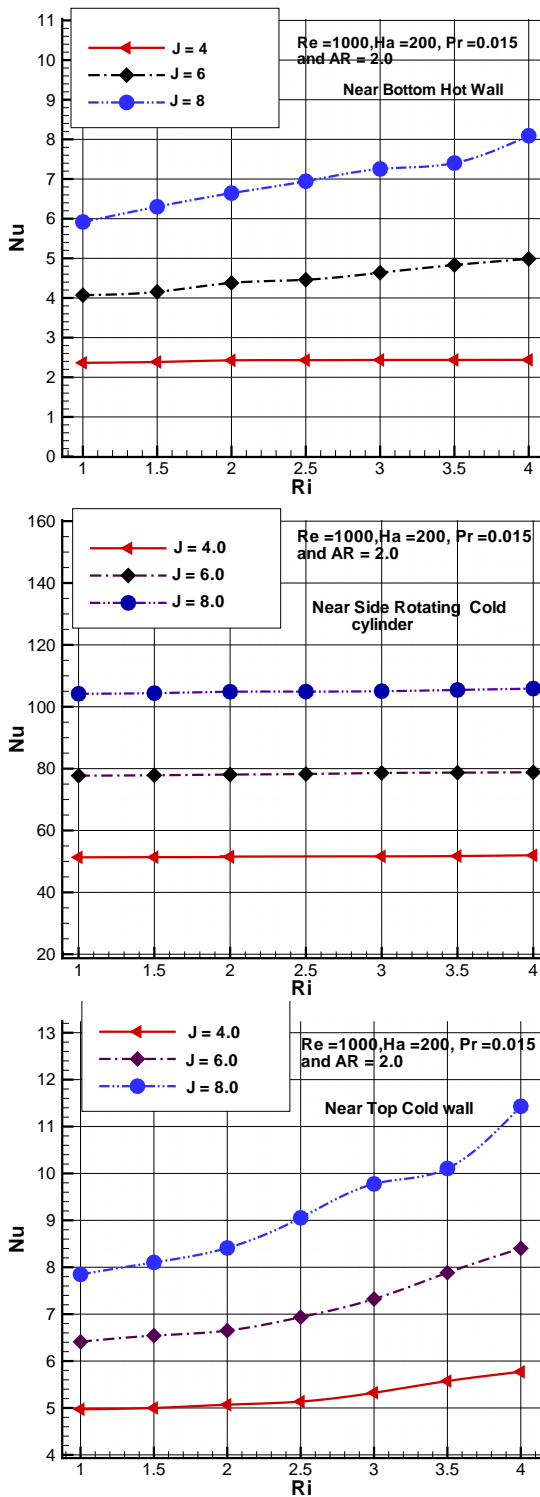 11
10
9
8
7
6
5
4
3
2
1
0
Nu
J = 4
J = 6
J = 8
Re =1000,Ha =200, Pr =0.015
and AR = 2.0
Near Bottom Hot Wall
1 1.5 2 2.5 3 3.5 4
Ri
160
140
120
100
80
60
40
20
Nu
J = 4.0
J = 6.0
J = 8.0
Re =1000,Ha =200, Pr =0.015
and AR = 2.0
Near Side Rotating Cold
cylinder
1 1.5 2 2.5 3 3.5 4
Ri
13
12
11
10
9
8
7
6
5
4
Nu
J = 4.0
J = 6.0
J = 8.0
Re =1000,Ha =200, Pr =0.015
and AR = 2.0
Near Top Cold wall
1 1.5 2 2.5 3 3.5 4
Ri